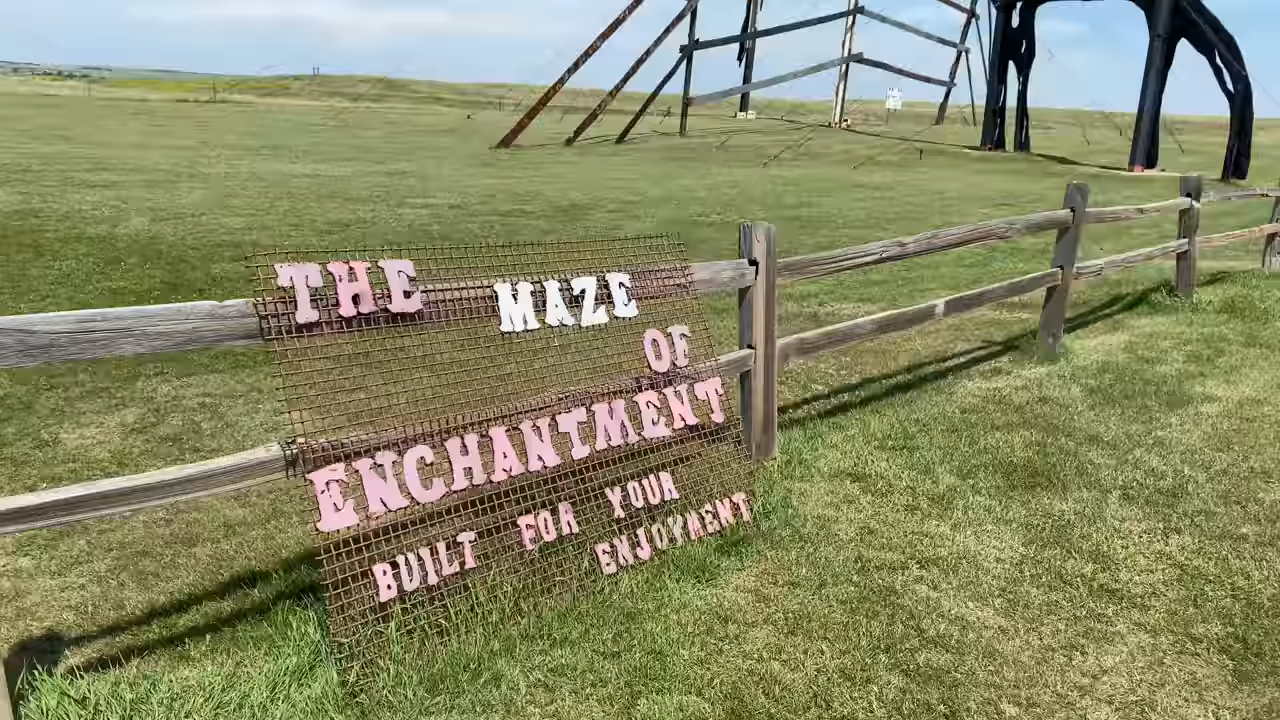 THE MAZE
OF
ENCHANTMENT
BUILT FOR YOUR
ENJOYMENT